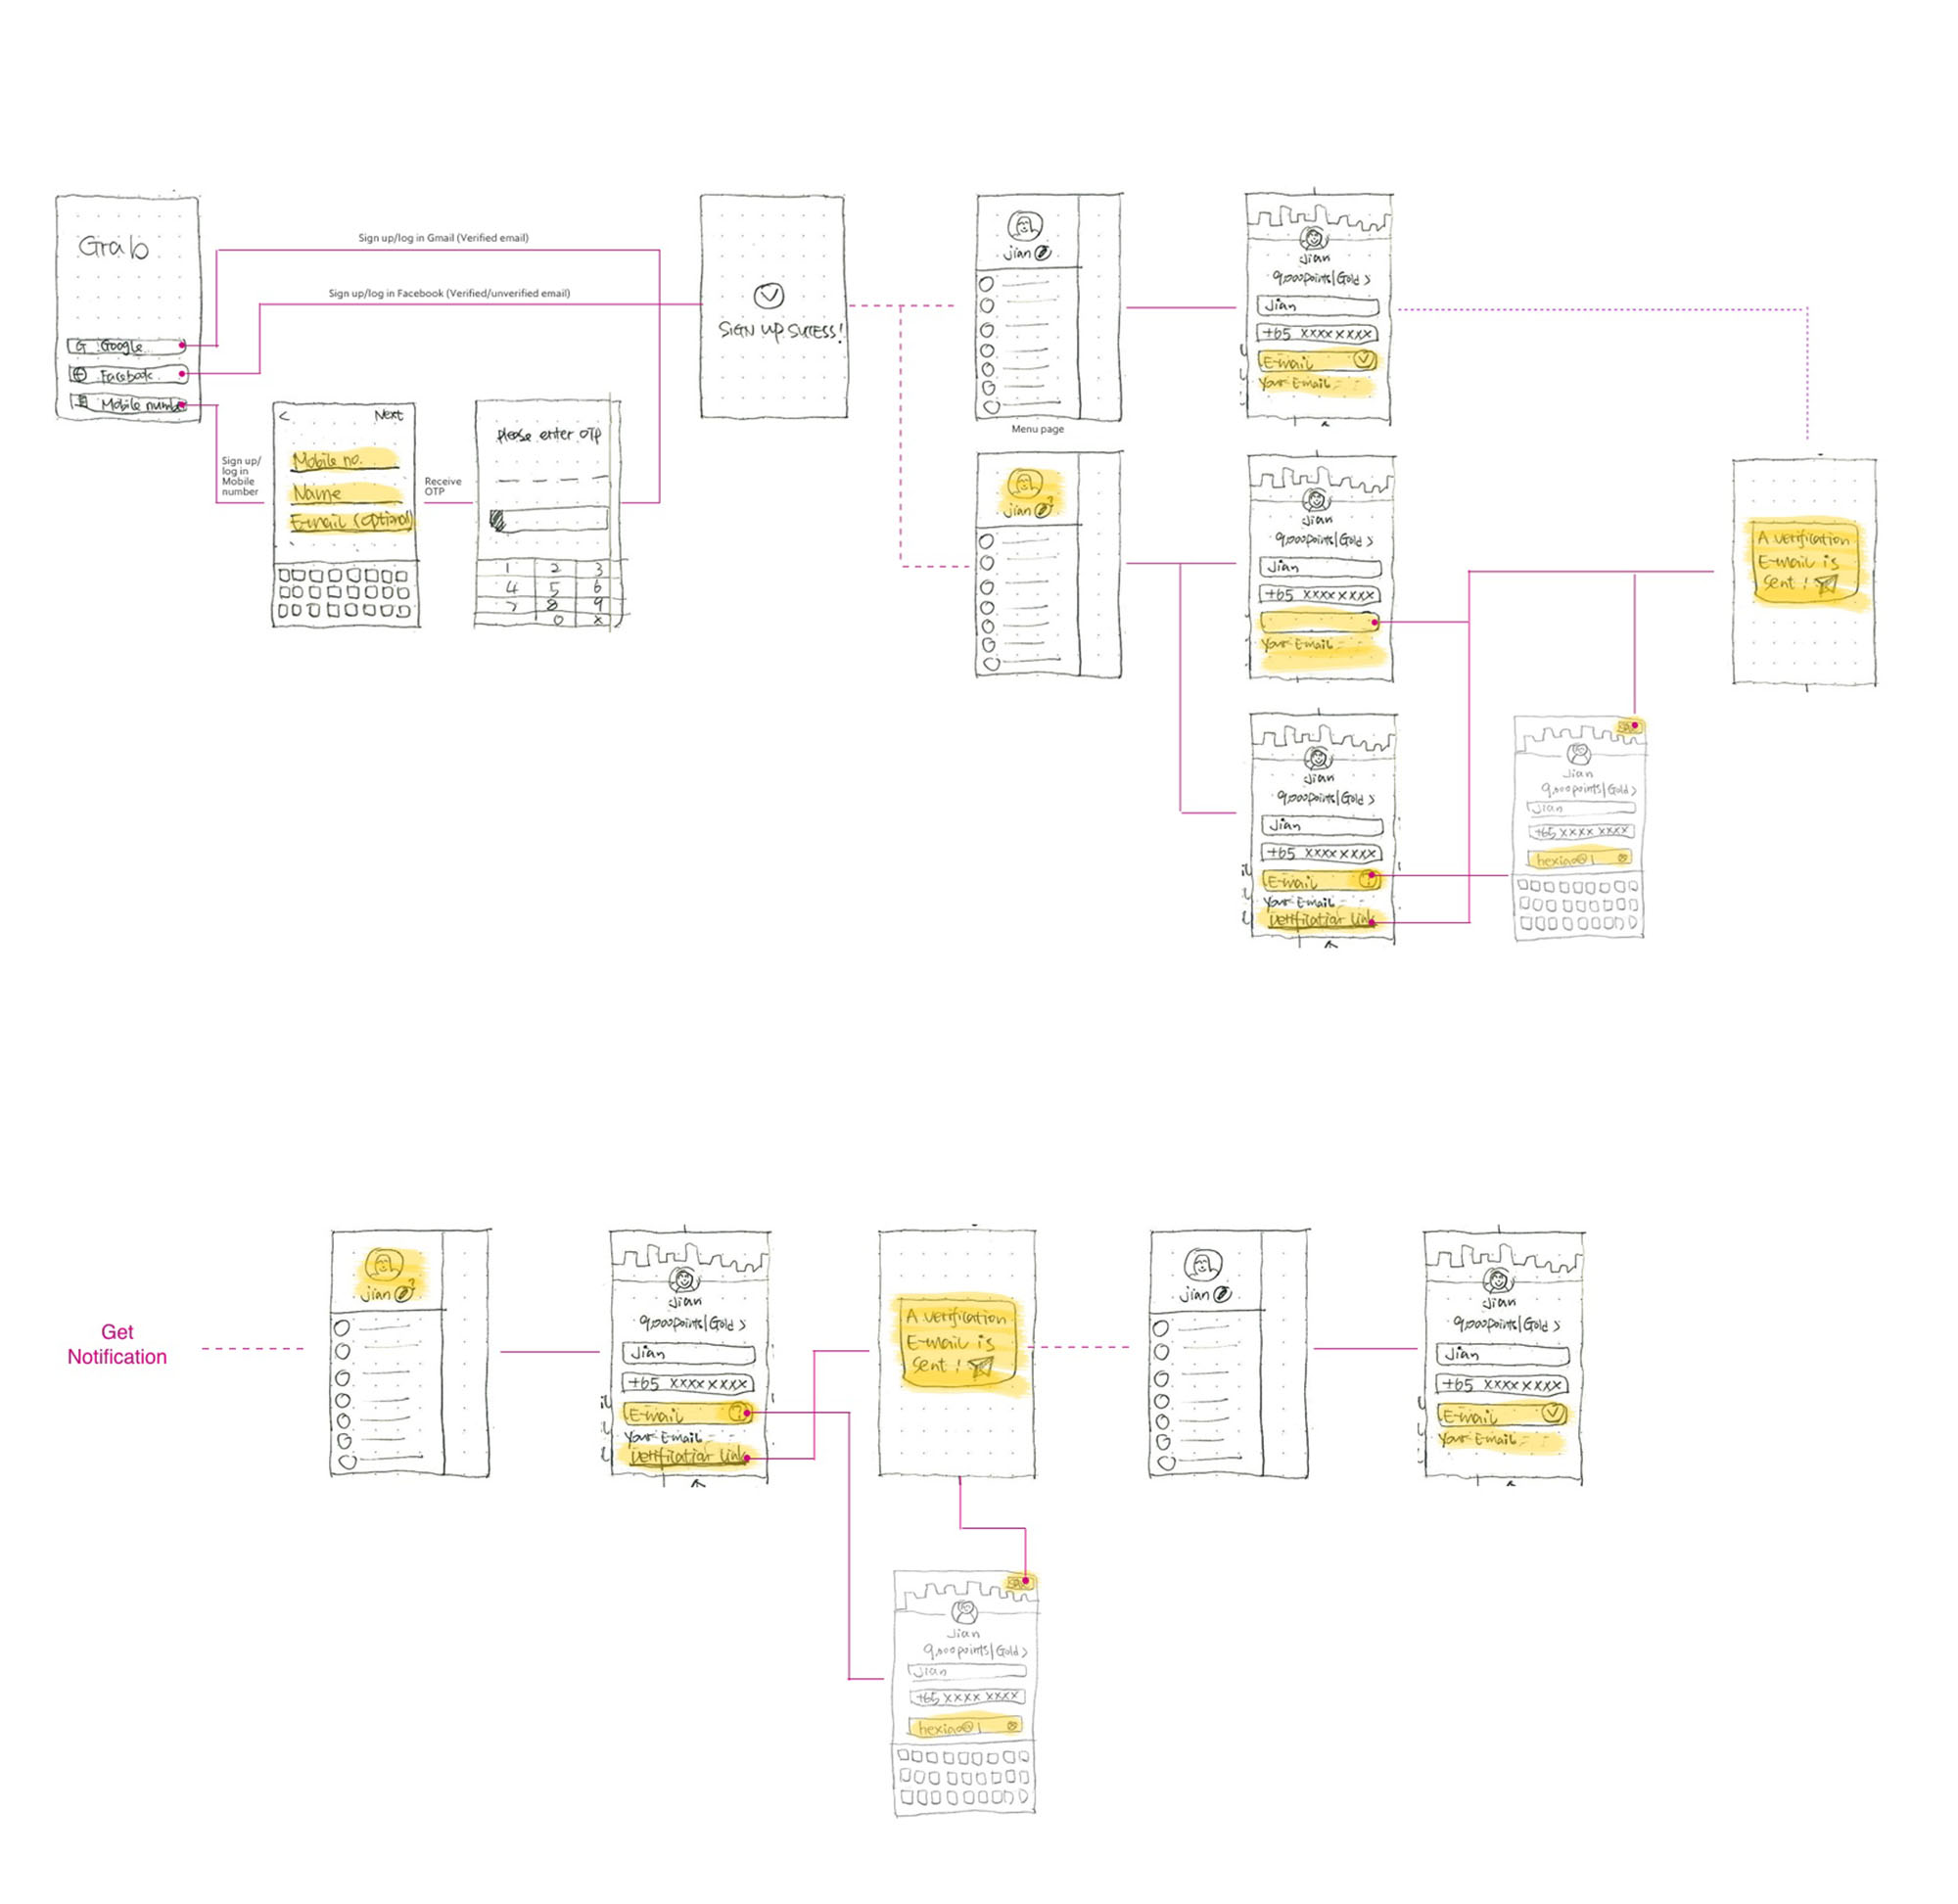 Grab
G Google
Facebook
Mobile numbe
Sign up/log in Gmail (Verified email)
Sign up/log in Facebook (Verified/unverified email)
Sign up/
log in
Mobile
number
< Next
Mobile no.
Name
E-mail (optional)
Receive
OTP
please enter OTP
1 2 3
4 5 6
7 8 9
0 x
SIGN UP SUCESS!
jian
Menu page
jian ?
Jian
9,000points|Gold >
Jian
+65 xxxxxxxx
E-mail
Your E-mail
Jian
9,000points|Gold >
Jian
+65 xxxxxxxx
Your E-mail
Jian
9,000points|Gold >
Jian
+65 xxxxxxxx
E-mail
Your E-mail
Verification Link
Jian
9,000points|Gold >
Jian
+65 xxxx xxxx
hexiao@|
A verification
E-mail is
sent!
Get
Notification
jian ?
Jian
9,000points|Gold >
Jian
+65 xxxxxxxx
E-mail
Your E-mail
Verification Link
A verification
E-mail is
sent!
Jian
9,000points|Gold >
Jian
+65 xxxx xxxx
hexiao@|
jian
Jian
9,000points|Gold >
Jian
+65 xxxxxxxx
E-mail
Your E-mail